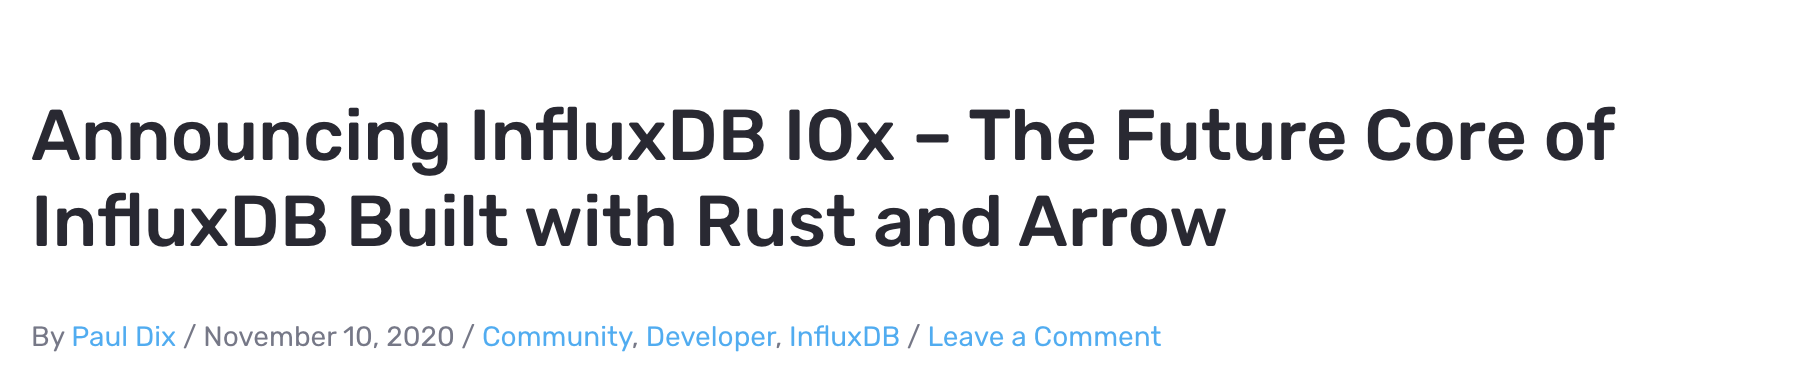 Announcing InfluxDB IOx – The Future Core of
InfluxDB Built with Rust and Arrow
By Paul Dix / November 10, 2020 / Community, Developer, InfluxDB / Leave a Comment